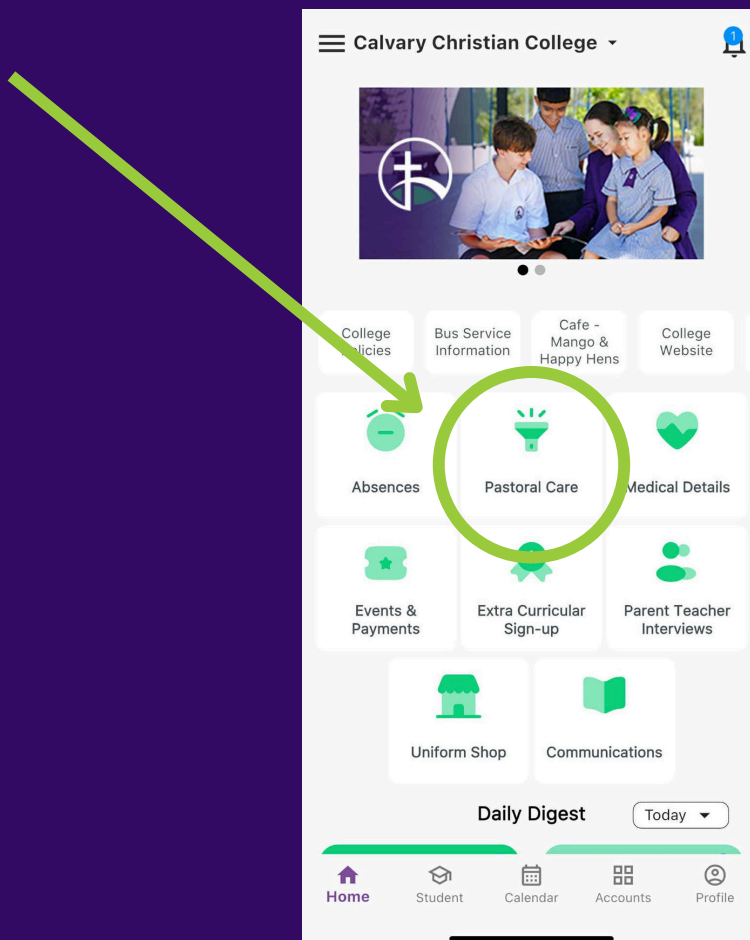 Calvary Christian College
1
College
Policies
Bus Service
Information
Cafe -
Mango &
Happy Hens
College
Website
Absences
Pastoral Care
Medical Details
Events &
Payments
Extra Curricular
Sign-up
Parent Teacher
Interviews
Uniform Shop
Communications
Daily Digest
Today
Home
Student
Calendar
Accounts
Profile